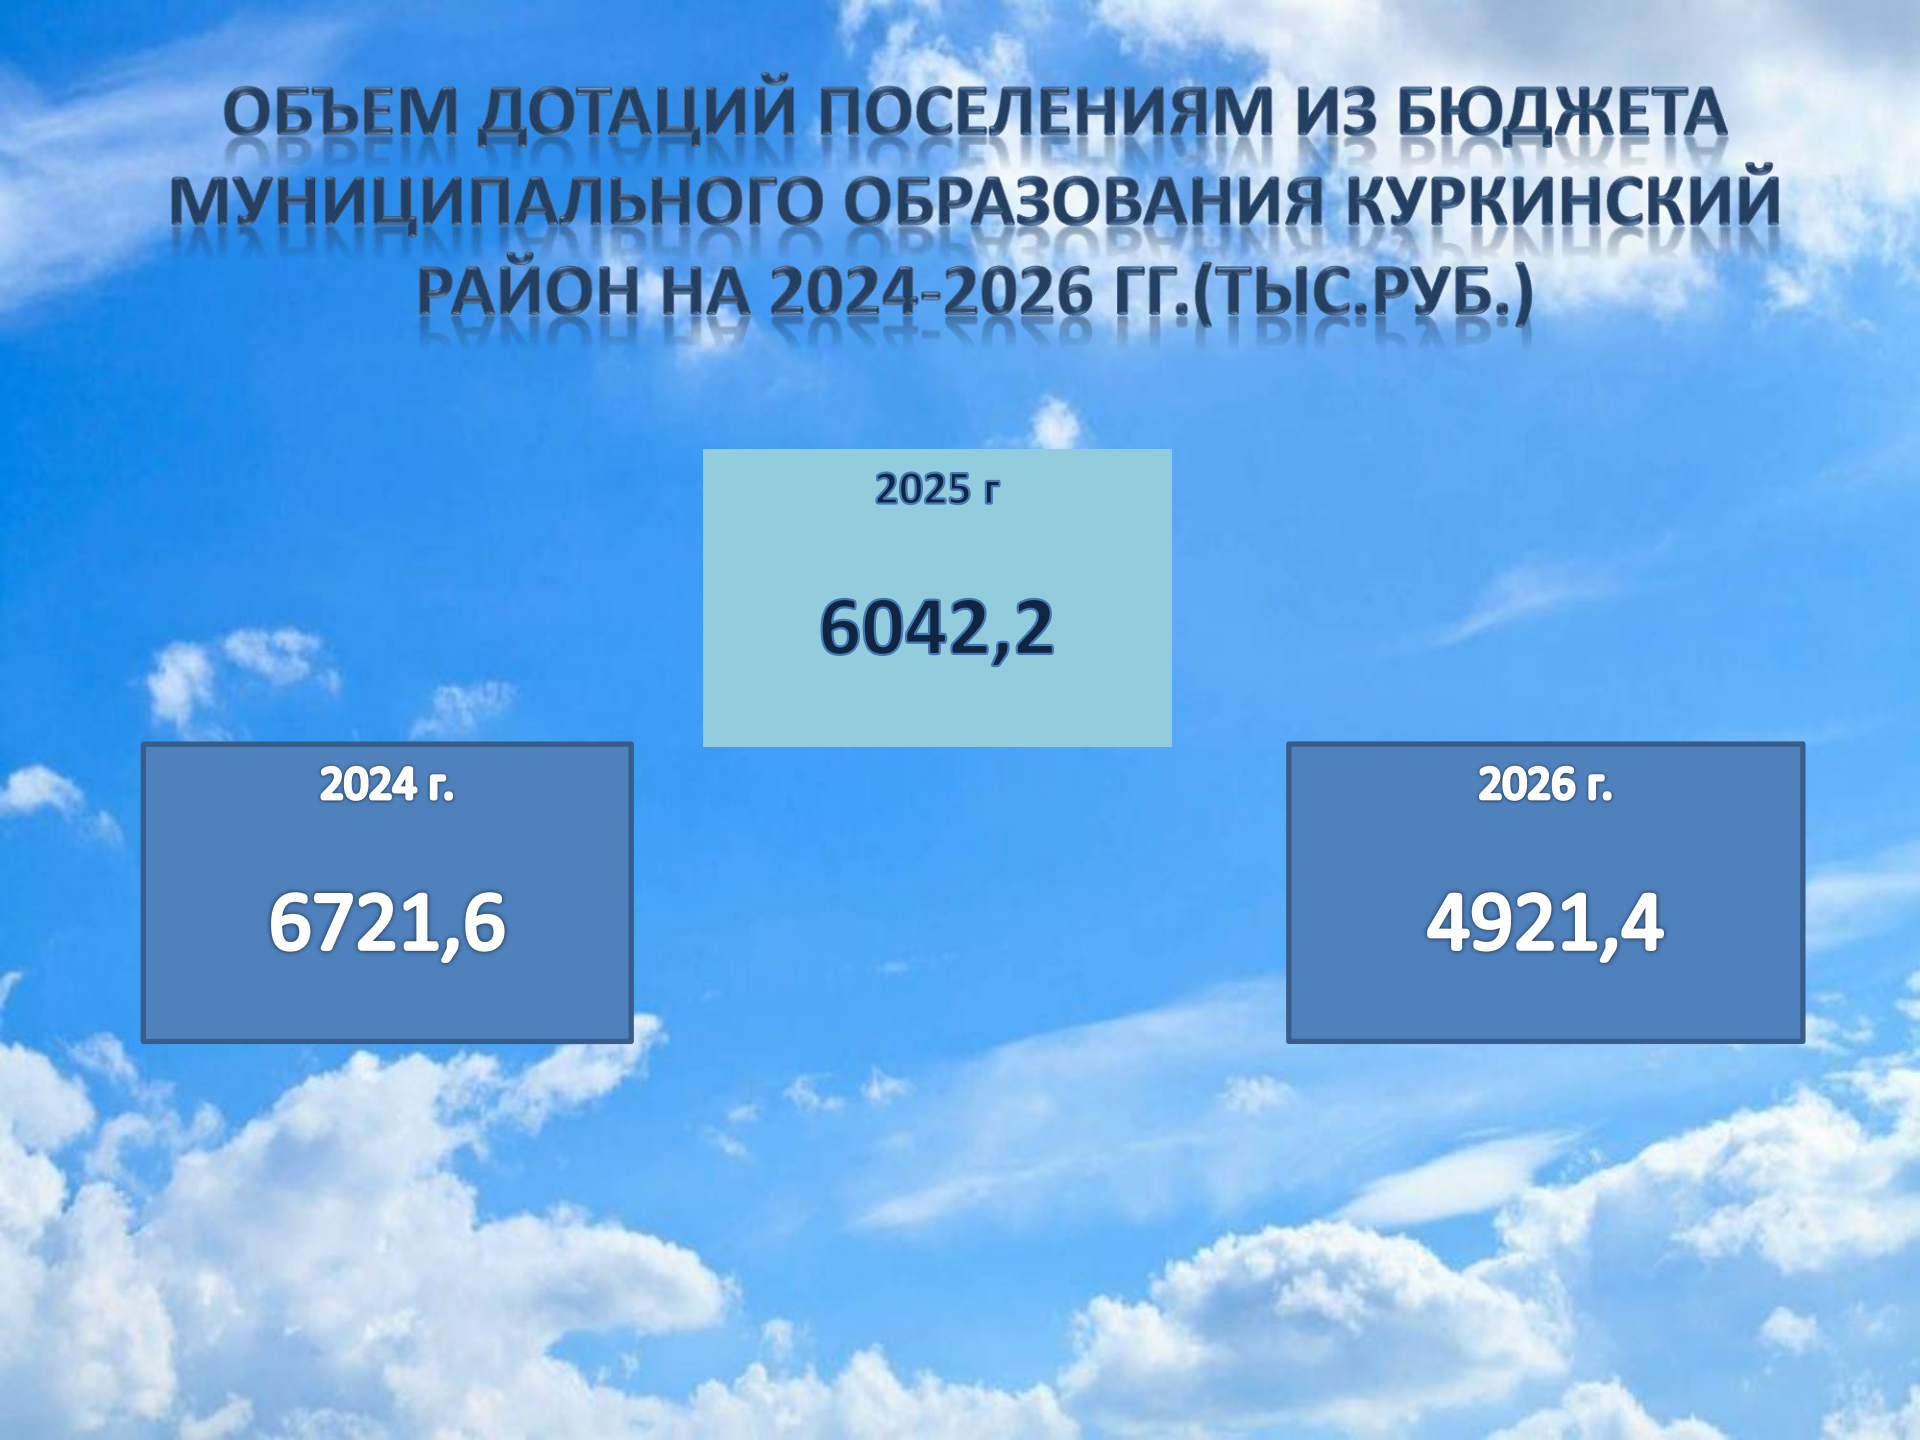 ОБЪЕМ ДОТАЦИЙ ПОСЕЛЕНИЯМ ИЗ БЮДЖЕТА
МУНИЦИПАЛЬНОГО ОБРАЗОВАНИЯ КУРКИНСКИЙ
РАЙОН НА 2024-2026 ГГ.(ТЫС.РУБ.)
2025 г
6042,2
2024 г.
6721,6
2026 г.
4921,4